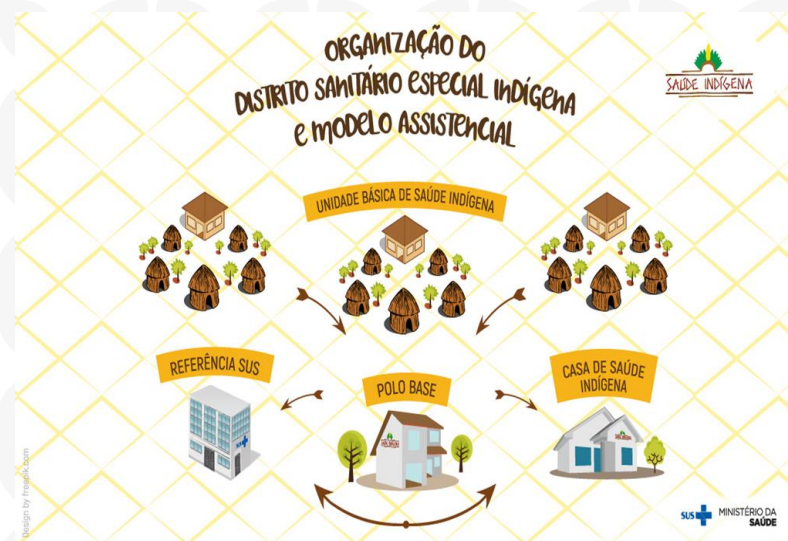 ORGANIZAÇÃO DO
DISTRITO SANITÁRIO ESPECIAL INDÍGENA
E MODELO ASSISTENCIAL
SAÚDE INDÍGENA
UNIDADE BÁSICA DE SAÚDE INDÍGENA
REFERÊNCIA SUS
POLO BASE
CASA DE SAÚDE
INDÍGENA
SUS
Design by freepik.com
SUS
MINISTÉRIO DA
SAÚDE